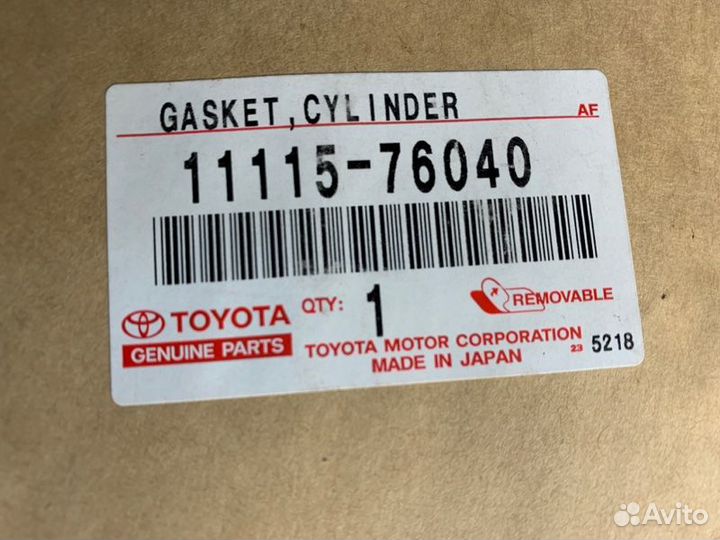 GASKET,CYLINDER
AF
11115-76040
TOYOTA
GENUINE PARTS
QTY: 1
REMOVABLE
TOYOTA MOTOR CORPORATION
MADE IN JAPAN
23 5218
Avito